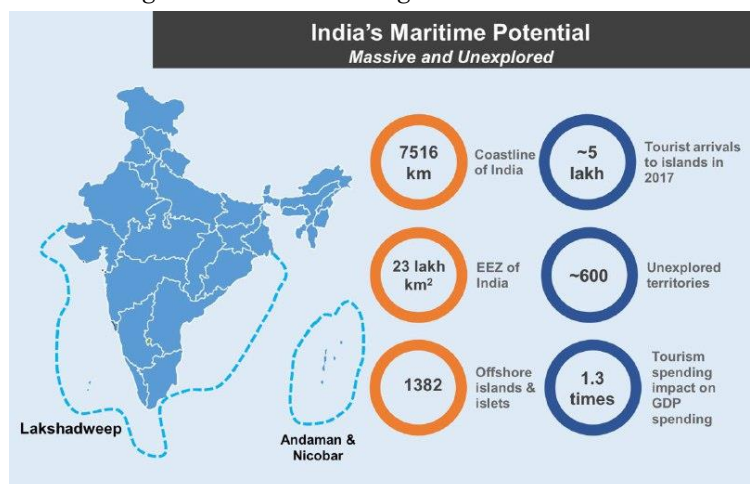 India's Maritime Potential
Massive and Unexplored
7516
km
Coastline
of India
~5
lakh
Tourist arrivals
to islands in
2017
23 lakh
km²
EEZ of
India
~600
Unexplored
territories
1382
Offshore
islands &
islets
1.3
times
Tourism
spending
impact on
GDP
spending
Lakshadweep
Andaman &
Nicobar